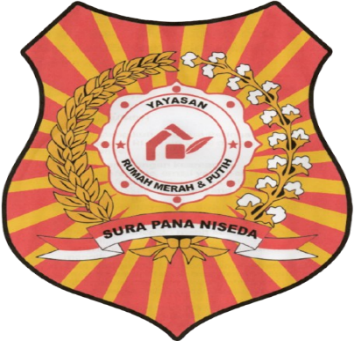 YAYASAN
RUMAH MERAH & PUTIH
SURA PANA NISEDA